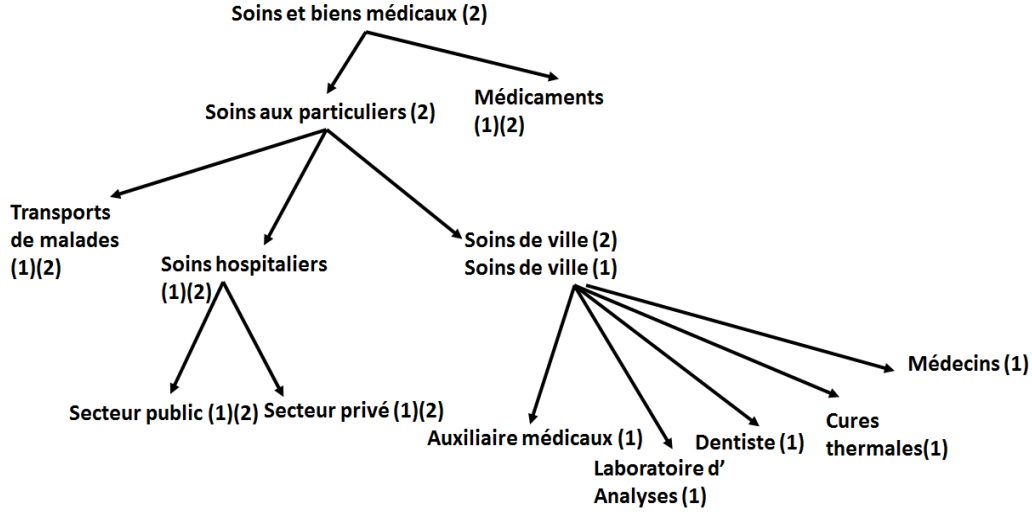 Soins et biens médicaux (2)
Soins aux particuliers (2)
Médicaments
(1)(2)
Transports
de malades
(1)(2)
Soins hospitaliers
(1)(2)
Soins de ville (2)
Soins de ville (1)
Secteur public (1)(2)
Secteur privé (1)(2)
Auxiliaire médicaux (1)
Laboratoire d’
Analyses (1)
Dentiste (1)
Cures
thermales(1)
Médecins (1)